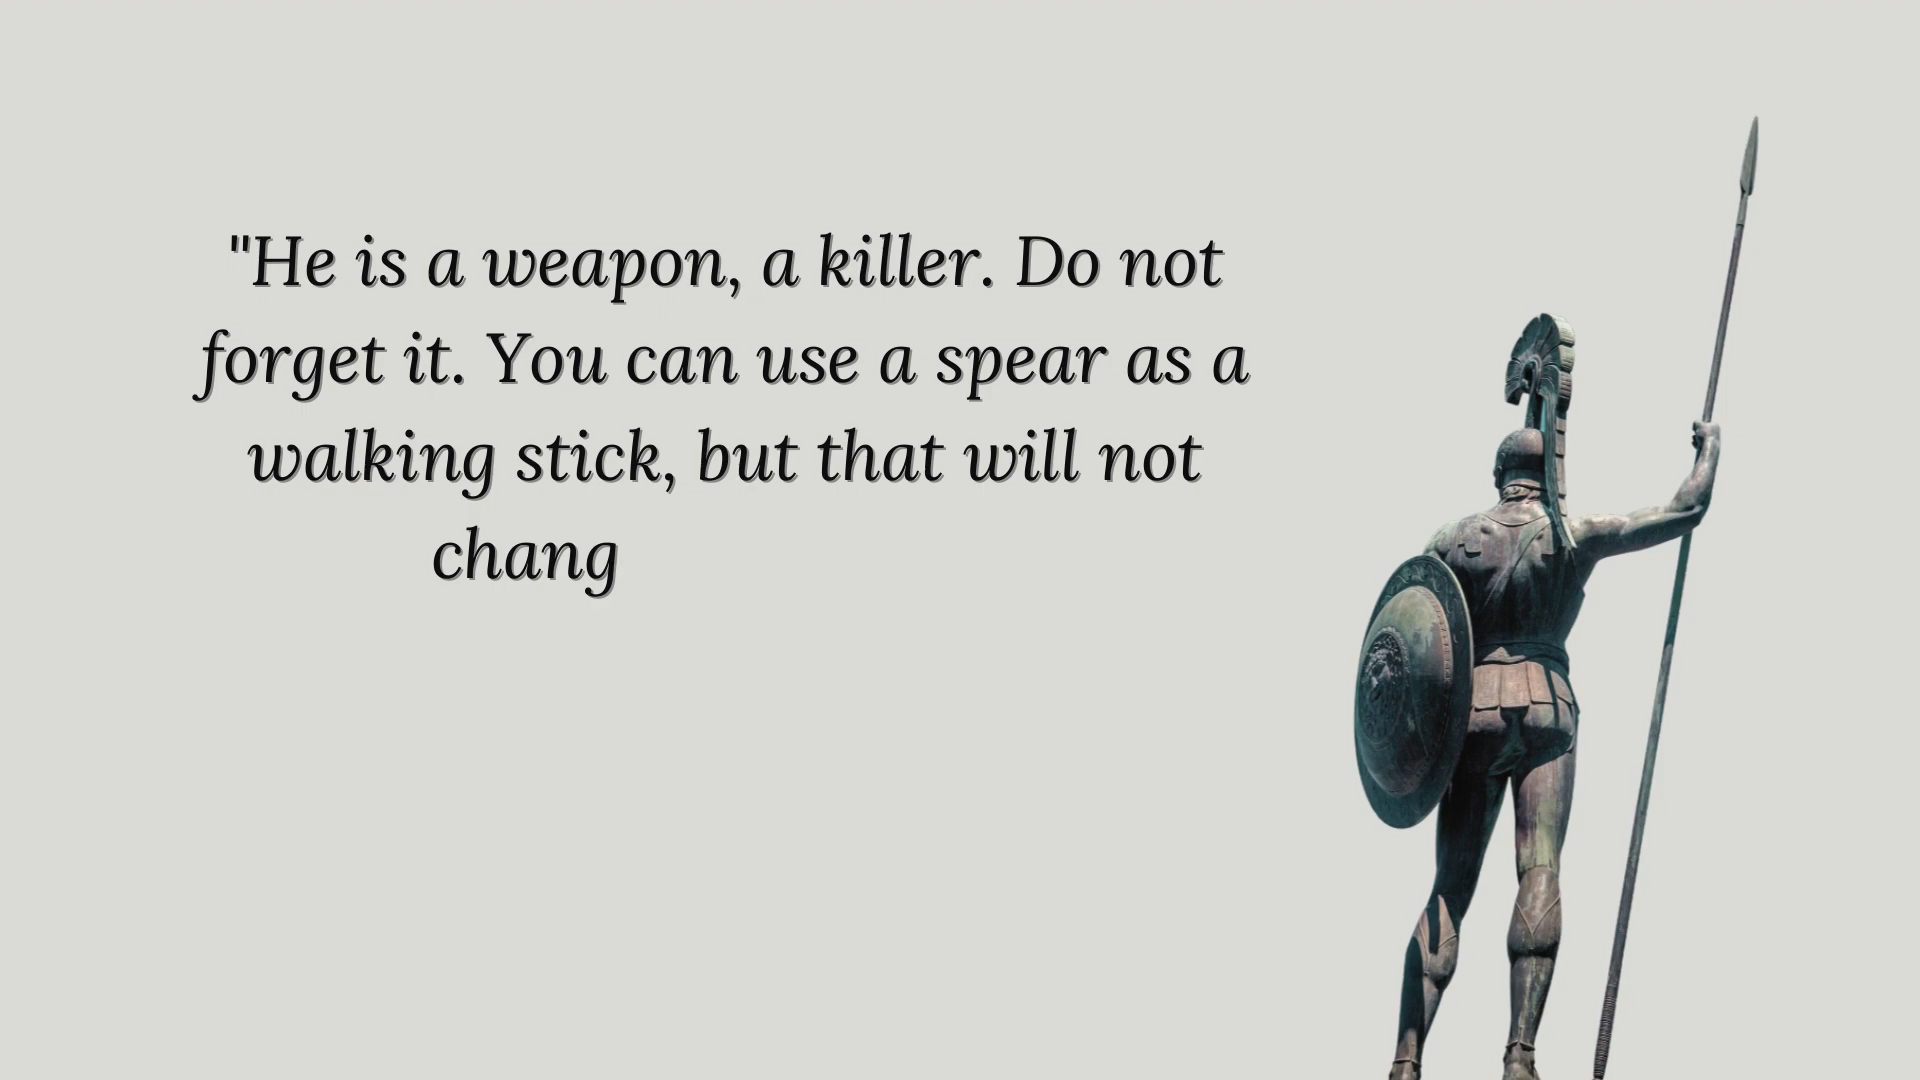 "He is a weapon, a killer. Do not
forget it. You can use a spear as a
walking stick, but that will not
chang